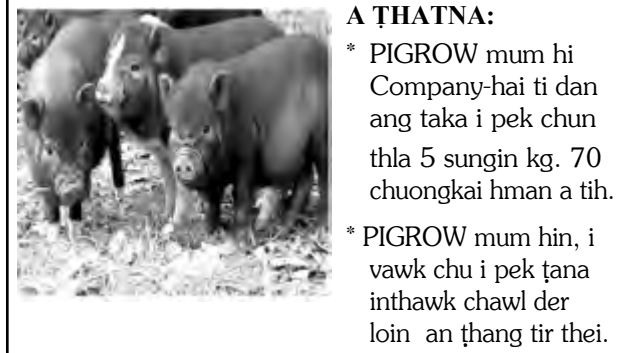 A ṬHATNA:
* PIGROW mum hi
Company-hai ti dan
ang taka i pek chun
thla 5 sungin kg. 70
chuongkai hman a tih.
* PIGROW mum hin, i
vawk chu i pek ṭana
inthawk chawl der
loin an ṭhang tir thei.